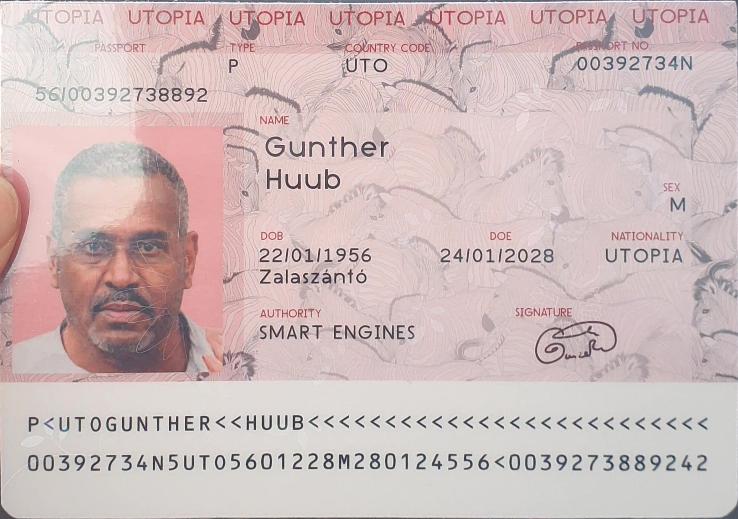 UTOPIA UTOPIA UTOPIA UTOPIA UTOPIA UTOPIA UTOPIA
PASSPORT TYPE COUNTRY CODE PASSPORT NO
P UTO 00392734N
56/00392738892
NAME
Gunther
Huub
SEX
M
DOB DOE NATIONALITY
22/01/1956 24/01/2028 UTOPIA
Zalaszántó
AUTHORITY SIGNATURE
SMART ENGINES
P<UTOGUNTHER<<HUUB<<<<<<<<<<<<<<<<<<<<<<<<<<
00392734N5UTO5601228M280124556<0039273889242